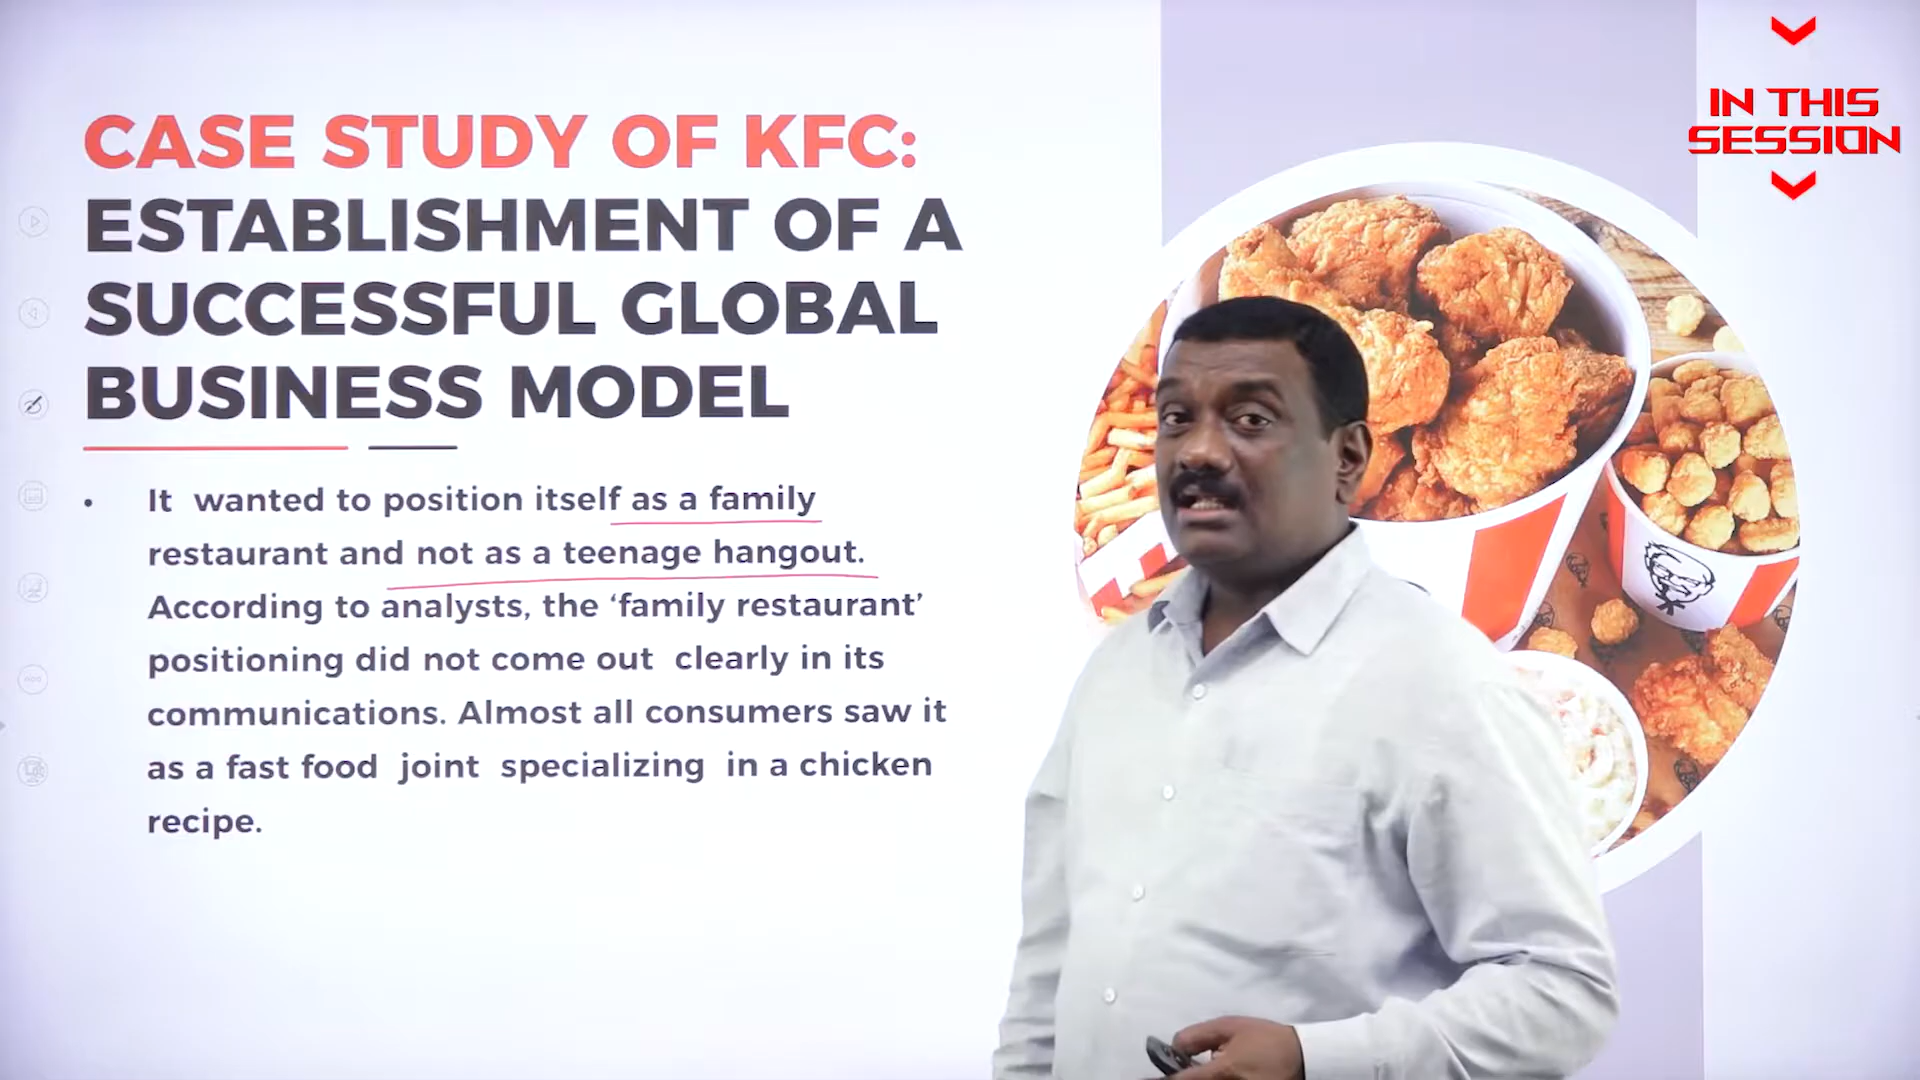 CASE STUDY OF KFC:
ESTABLISHMENT OF A
SUCCESSFUL GLOBAL
BUSINESS MODEL
• It wanted to position itself as a family
restaurant and not as a teenage hangout.
According to analysts, the ‘family restaurant’
positioning did not come out clearly in its
communications. Almost all consumers saw it
as a fast food joint specializing in a chicken
recipe.
IN THIS
SESSION